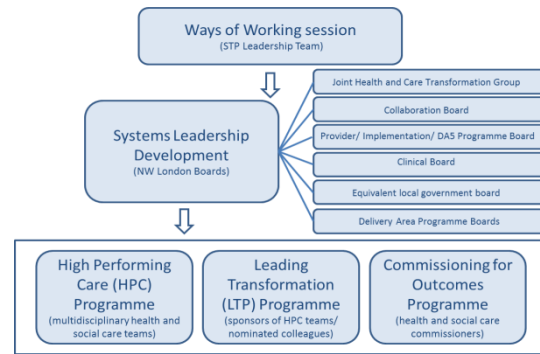 Ways of Working session
(STP Leadership Team)
Joint Health and Care Transformation Group
Collaboration Board
Provider/ Implementation/ DA5 Programme Board
Clinical Board
Equivalent local government board
Delivery Area Programme Boards
Systems Leadership
Development
(NW London Boards)
High Performing
Care (HPC)
Programme
(multidisciplinary health and
social care teams)
Leading
Transformation
(LTP) Programme
(sponsors of HPC teams/
nominated colleagues)
Commissioning for
Outcomes
Programme
(health and social care
commissioners)